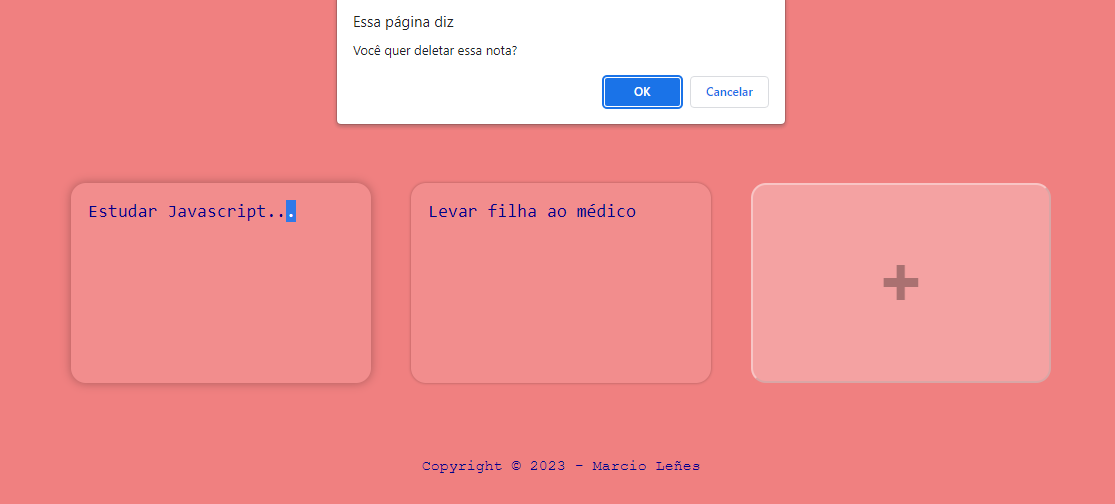 Essa página diz
Você quer deletar essa nota?
OK
Cancelar
Estudar Javascript...
Levar filha ao médico
+
Copyright © 2023 - Marcio Leñes